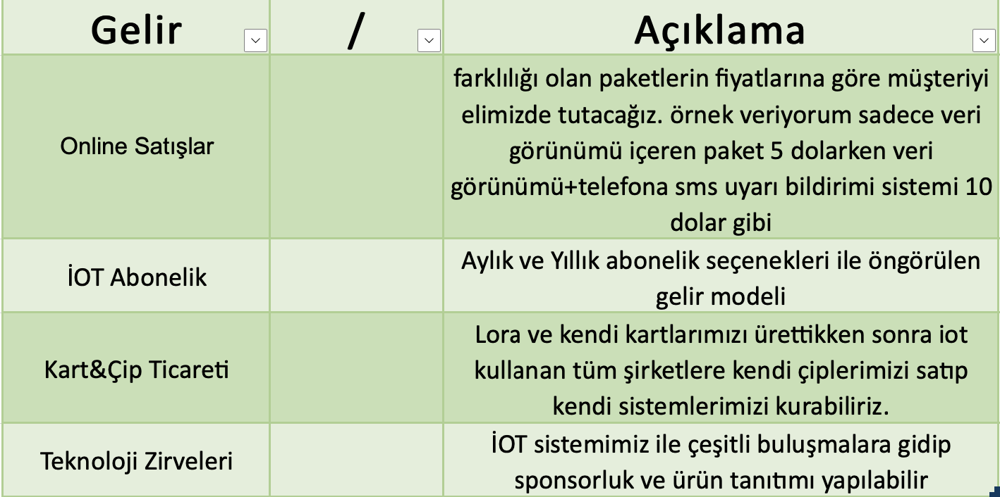 Gelir / Açıklama
farklılığı olan paketlerin fiyatlarına göre müşteriyi
elimizde tutacağız. örnek veriyorum sadece veri
Online Satışlar
görünümü içeren paket 5 dolarken veri
görünümü+telefona sms uyarı bildirimi sistemi 10
dolar gibi
İOT Abonelik
Aylık ve Yıllık abonelik seçenekleri ile öngörülen
gelir modeli
Kart&Çip Ticareti
Lora ve kendi kartlarımızı ürettikken sonra iot
kullanan tüm şirketlere kendi çiplerimizi satıp
kendi sistemlerimizi kurabiliriz.
Teknoloji Zirveleri
İOT sistemimiz ile çeşitli buluşmalara gidip
sponsorluk ve ürün tanıtımı yapılabilir